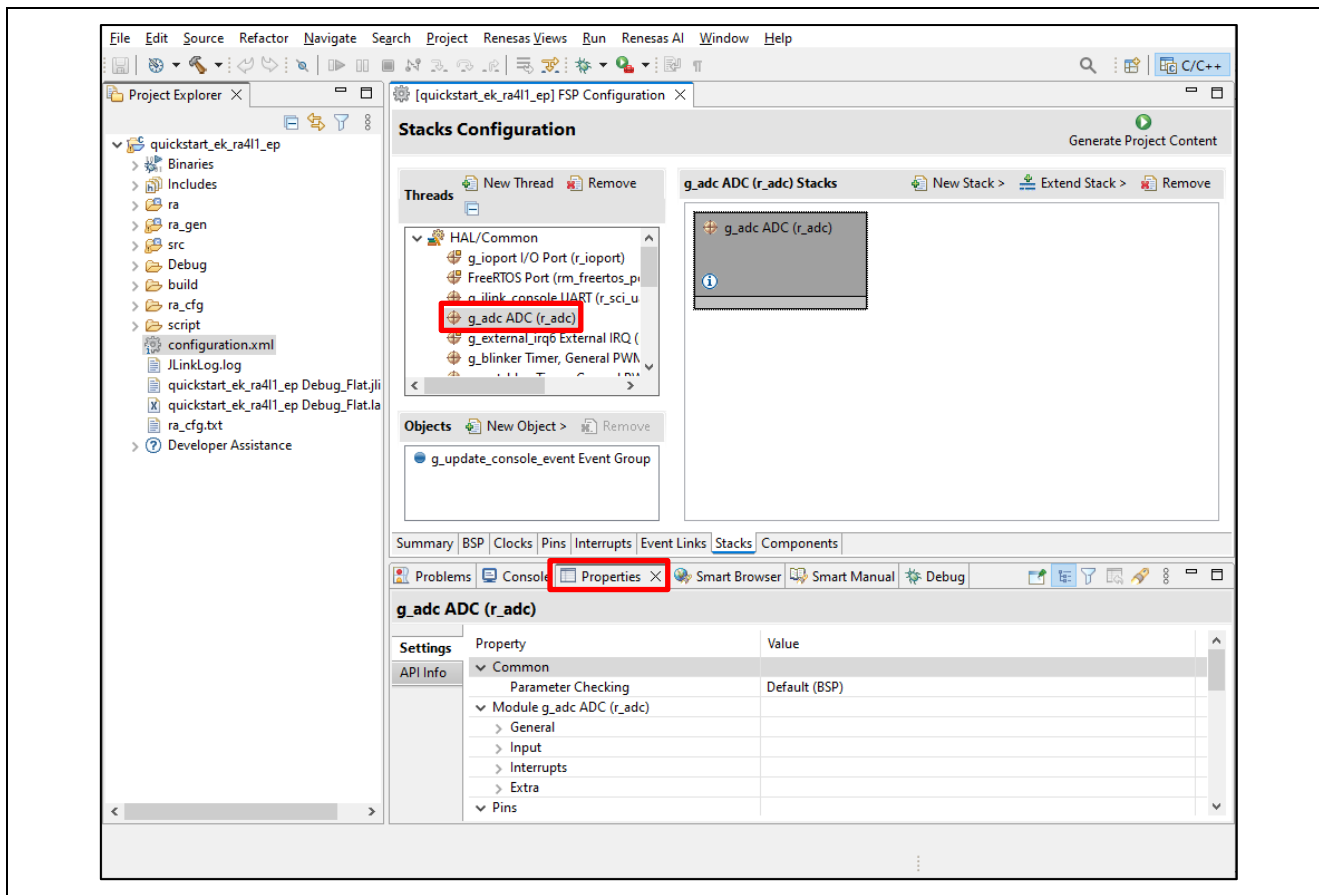 File Edit Source Refactor Navigate Search Project Renesas Views Run Renesas AI Window Help
C/C++
Project Explorer
quickstart_ek_ra4l1_ep
Binaries
Includes
ra
ra_gen
src
Debug
build
ra_cfg
script
configuration.xml
JLinkLog.log
quickstart_ek_ra4l1_ep Debug_Flat.jli
quickstart_ek_ra4l1_ep Debug_Flat.la
ra_cfg.txt
Developer Assistance
[quickstart_ek_ra4l1_ep] FSP Configuration
Stacks Configuration
Generate Project Content
Threads New Thread Remove
HAL/Common
g_ioport I/O Port (r_ioport)
FreeRTOS Port (rm_freertos_p
g_jlink_console UART (r_sci_u
g_adc ADC (r_adc)
g_external_irq6 External IRQ (
g_blinker Timer, General PWM
g_adc ADC (r_adc) Stacks New Stack > Extend Stack > Remove
g_adc ADC (r_adc)
Objects New Object > Remove
g_update_console_event Event Group
Summary BSP Clocks Pins Interrupts Event Links Stacks Components
Problems Console Properties Smart Browser Smart Manual Debug
g_adc ADC (r_adc)
Settings
API Info
Property Value
Common
Parameter Checking Default (BSP)
Module g_adc ADC (r_adc)
General
Input
Interrupts
Extra
Pins